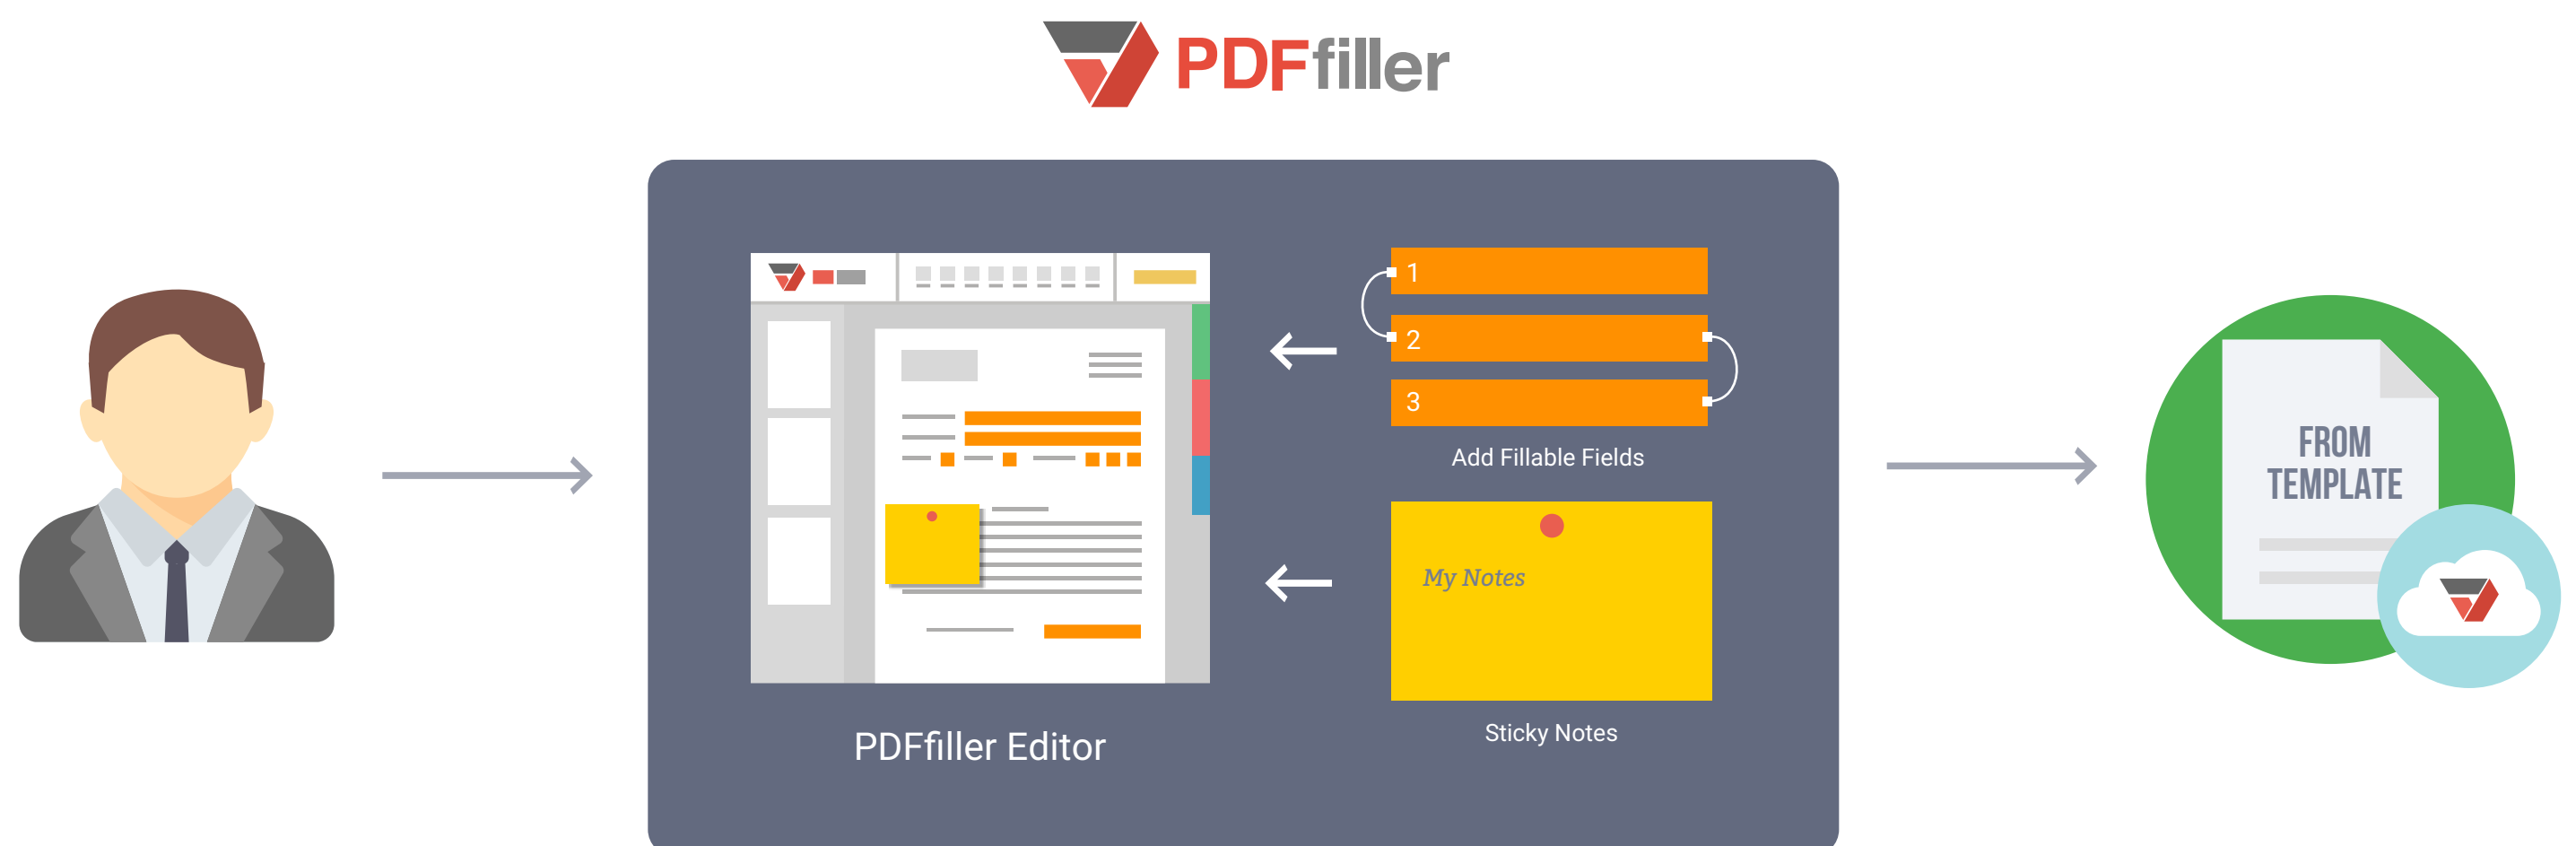 PDFfiller
1
2
3
Add Fillable Fields
My Notes
Sticky Notes
PDFfiller Editor
FROM
TEMPLATE